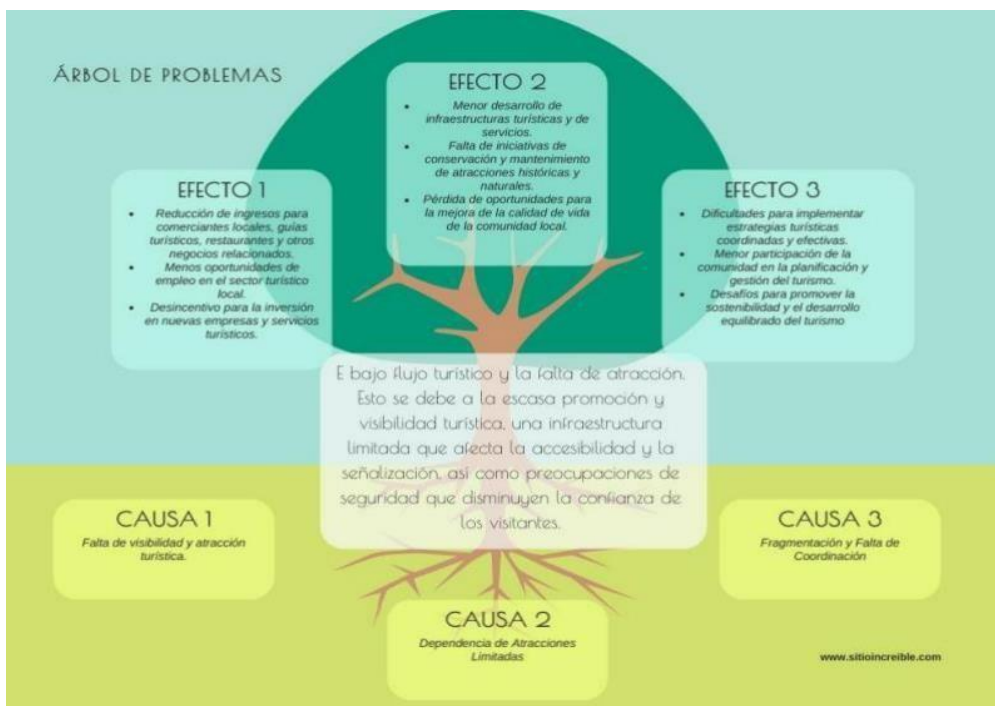 ÁRBOL DE PROBLEMAS
EFECTO 2
• Menor desarrollo de
infraestructuras turísticas y de
servicios.
• Falta de iniciativas de
conservación y mantenimiento
de atracciones históricas y
naturales.
• Pérdida de oportunidades para
la mejora de la calidad de vida
de la comunidad local.
EFECTO 1
• Reducción de ingresos para
comerciantes locales, guías
turísticos, restaurantes y otros
negocios relacionados.
• Menos oportunidades de
empleo en el sector turístico
local.
• Desincentivo para la inversión
en nuevas empresas y servicios
turísticos.
EFECTO 3
• Dificultades para implementar
estrategias turísticas
coordinadas y efectivas.
• Menor participación de la
comunidad en la planificación y
gestión del turismo.
• Desafíos para promover la
sostenibilidad y el desarrollo
equilibrado del turismo
E bajo flujo turístico y la falta de atracción.
Esto se debe a la escasa promoción y
visibilidad turística, una infraestructura
limitada que afecta la accesibilidad y la
señalización, así como preocupaciones de
seguridad que disminuyen la confianza de
los visitantes.
CAUSA 1
Falta de visibilidad y atracción
turística.
CAUSA 2
Dependencia de Atracciones
Limitadas
CAUSA 3
Fragmentación y Falta de
Coordinación
www.sitioincreible.com